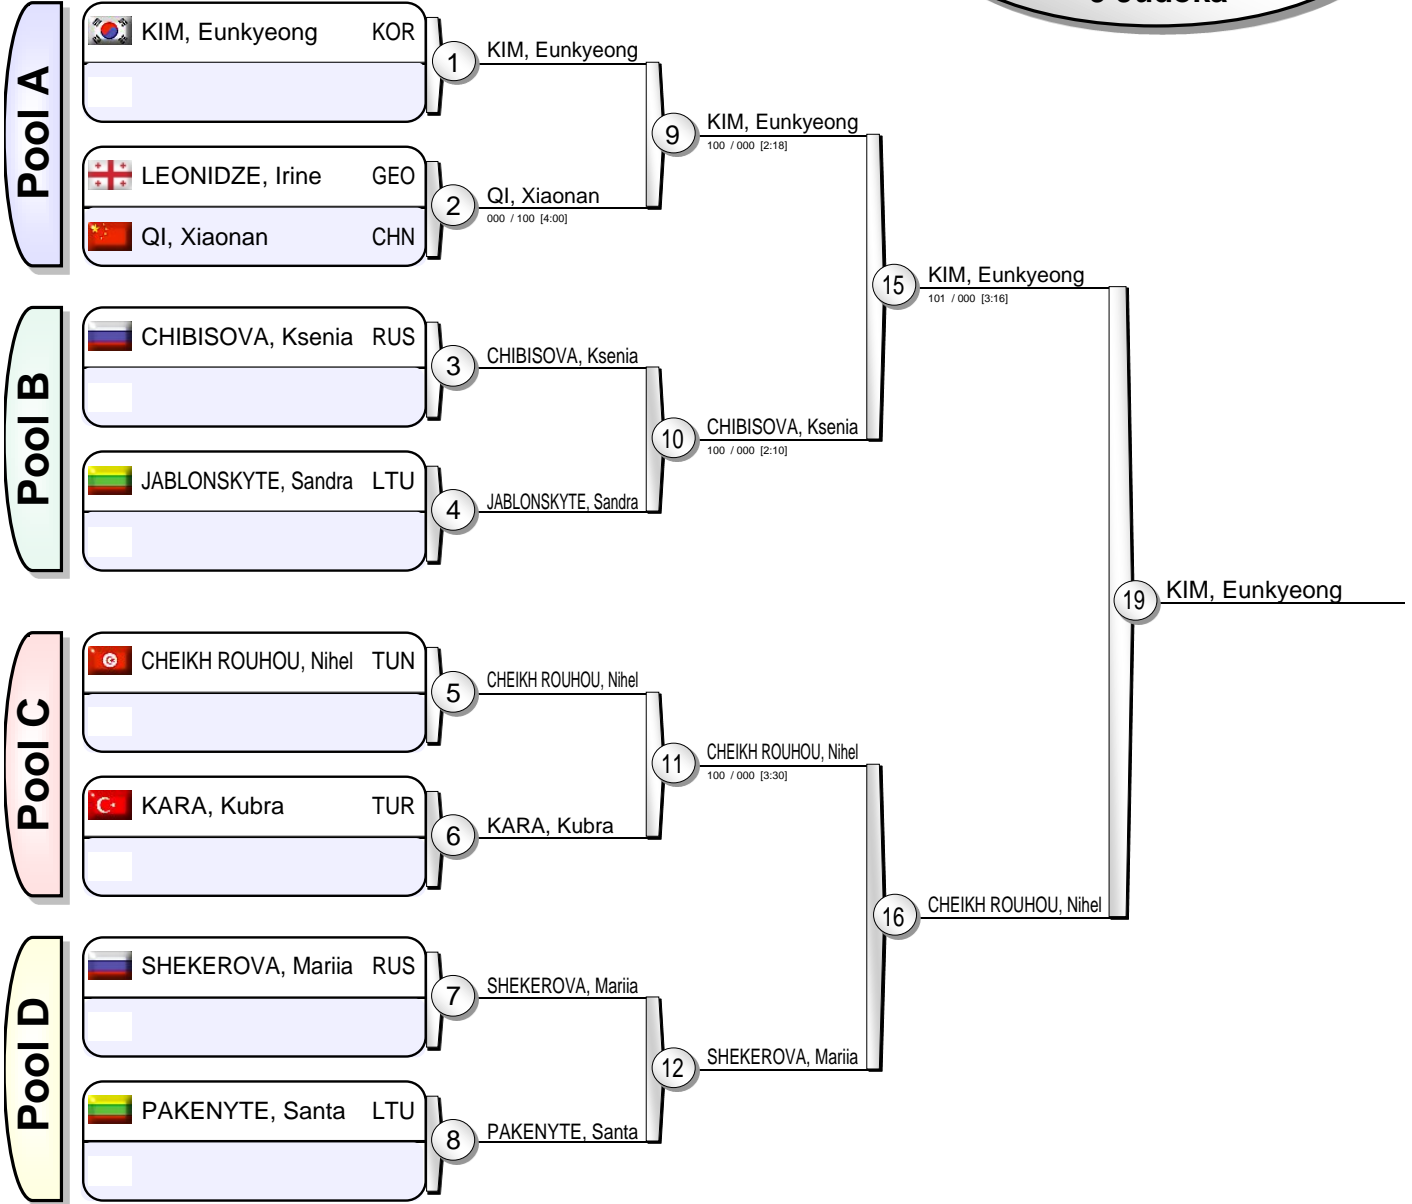 Judoka
Pool A
KIM, Eunkyeong KOR
LEONIDZE, Irine GEO
QI, Xiaonan CHN
1
KIM, Eunkyeong
2
QI, Xiaonan
000 / 100 [4:00]
9
KIM, Eunkyeong
100 / 000 [2:18]
Pool B
CHIBISOVA, Ksenia RUS
JABLONSKYTE, Sandra LTU
3
CHIBISOVA, Ksenia
4
JABLONSKYTE, Sandra
10
CHIBISOVA, Ksenia
100 / 000 [2:10]
15
KIM, Eunkyeong
101 / 000 [3:16]
Pool C
CHEIKH ROUHOU, Nihel TUN
KARA, Kubra TUR
5
CHEIKH ROUHOU, Nihel
6
KARA, Kubra
11
CHEIKH ROUHOU, Nihel
100 / 000 [3:30]
Pool D
SHEKEROVA, Mariia RUS
PAKENYTE, Santa LTU
7
SHEKEROVA, Mariia
8
PAKENYTE, Santa
12
SHEKEROVA, Mariia
16
CHEIKH ROUHOU, Nihel
19
KIM, Eunkyeong